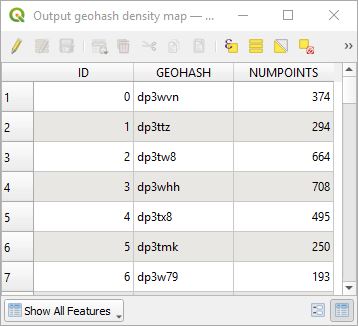 Output geohash density map —
ID GEOHASH NUMPOINTS
1 0 dp3wvn 374
2 1 dp3ttz 294
3 2 dp3tw8 664
4 3 dp3whh 708
5 4 dp3tx8 495
6 5 dp3tmk 250
7 6 dp3w79 193
Show All Features